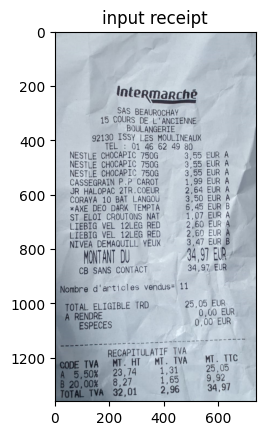 input receipt
Intermarché
SAS BEAUROCHAY
15 COURS DE L'ANCIENNE
BOULANGERIE
92130 ISSY LES MOULINEAUX
TEL : 01 46 62 49 80
NESTLE CHOCAPIC 750G 3,55 EUR A
NESTLE CHOCAPIC 750G 3,55 EUR A
NESTLE CHOCAPIC 750G 3,55 EUR A
CASSEGRAIN P.P CAROT 1,99 EUR A
JR HALOPAC 2TR.COEUR 2,64 EUR A
CORAYA 10 BAT LANGOU 3,50 EUR A
*AXE DEO DARK TEMPTA 6,45 EUR B
ST ELOI CROUTONS NAT 1,07 EUR A
LIEBIG VEL 12LEG RED 2,60 EUR A
LIEBIG VEL 12LEG RED 2,60 EUR A
NIVEA DEMAQUILL YEUX 3,47 EUR B
MONTANT DU 34,97 EUR
CB SANS CONTACT 34,97 EUR
Nombre d'articles vendus= 11
TOTAL ELIGIBLE TRD 25,05 EUR
A RENDRE 0,00 EUR
ESPECES 0,00 EUR
RECAPITULATIF TVA
CODE TVA MT. HT MT. TVA MT. TTC
A 5,50% 23,74 1,31 25,05
B 20,00% 8,27 1,65 9,92
TOTAL TVA 32,01 2,96 34,97
0
200
400
600
800
1000
1200
0 200 400 600